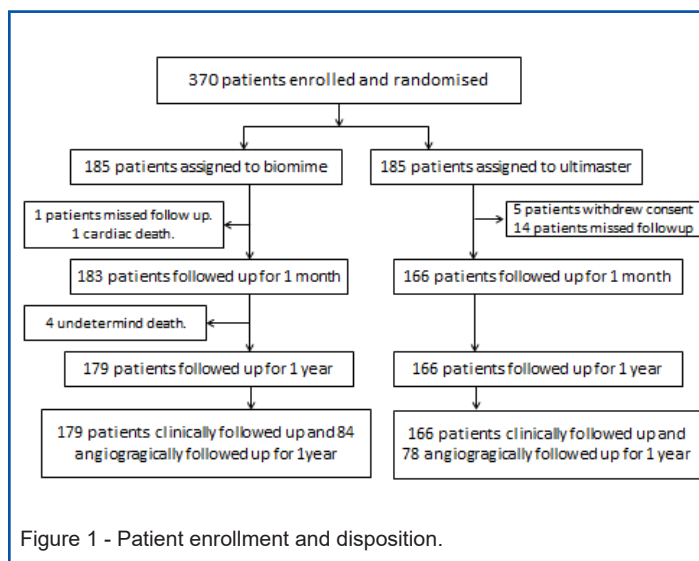 370 patients enrolled and randomised
185 patients assigned to biomime
185 patients assigned to ultimaster
1 patients missed follow up.
1 cardiac death.
5 patients withdrew consent
14 patients missed followup
183 patients followed up for 1 month
166 patients followed up for 1 month
4 undetermind death.
179 patients followed up for 1 year
166 patients followed up for 1 year
179 patients clinically followed up and 84
angiogragically followed up for 1year
166 patients clinically followed up and
78 angiogragically followed up for 1 year
Figure 1 - Patient enrollment and disposition.